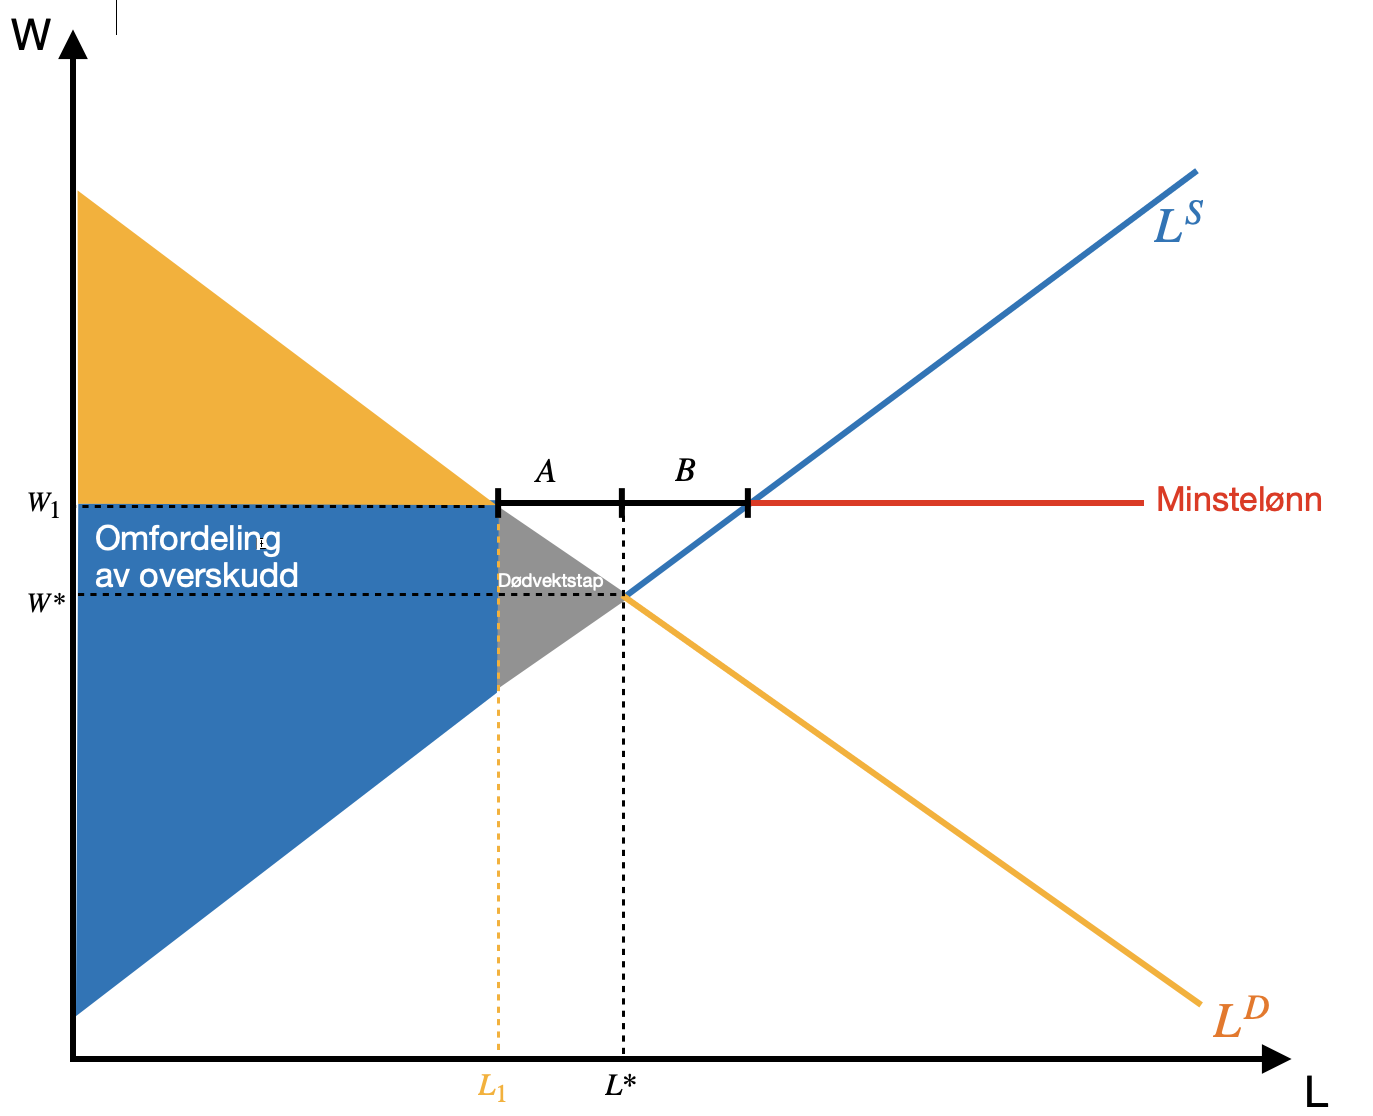 W
L^S
A
B
W_1
Minstelønn
Omfordeling
av overskudd
Dødvektstap
W*
L^D
L_1
L*
L